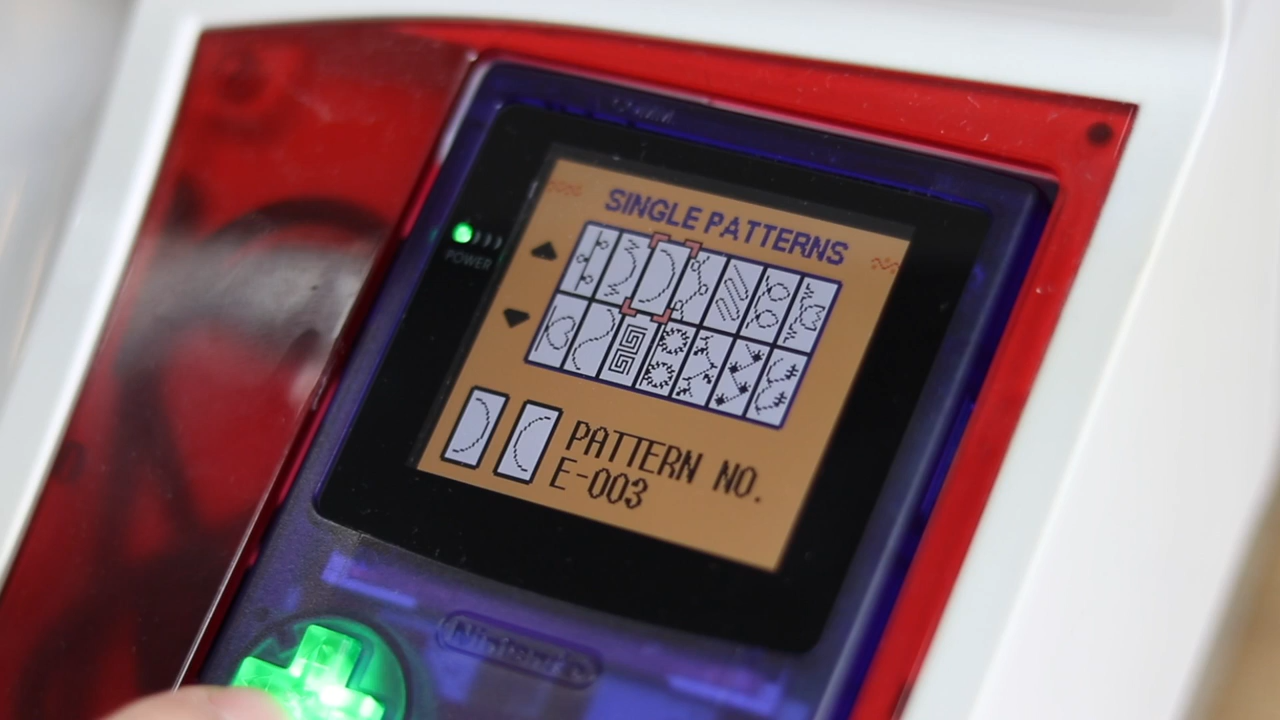 SINGLE PATTERNS
POWER
PATTERN NO.
E-003
Nintendo